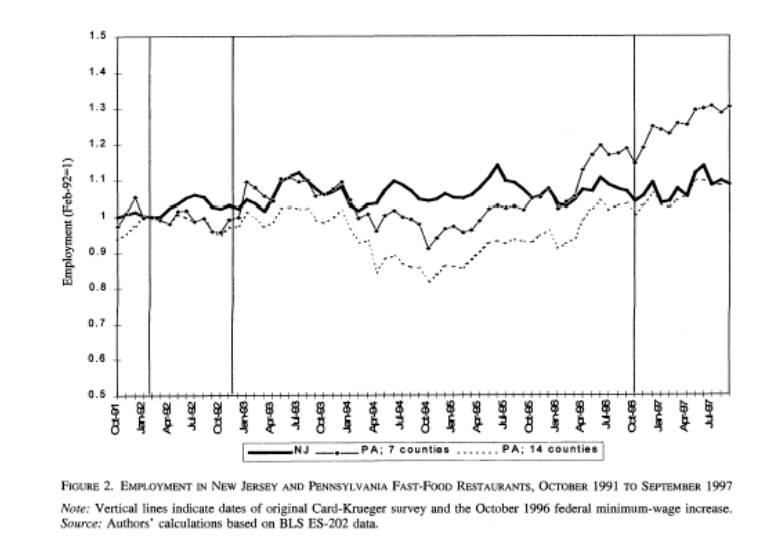 1.5
1.4
1.3
1.2
1.1
1
0.9
0.8
0.7
0.6
0.5
Employment (Feb-92=1)
Oct-91
Jan-92
Apr-92
Jul-92
Oct-92
Jan-93
Apr-93
Jul-93
Oct-93
Jan-94
Apr-94
Jul-94
Oct-94
Jan-95
Apr-95
Jul-95
Oct-95
Jan-96
Apr-96
Jul-96
Oct-96
Jan-97
Apr-97
Jul-97
NJ PA; 7 counties PA; 14 counties
FIGURE 2. EMPLOYMENT IN NEW JERSEY AND PENNSYLVANIA FAST-FOOD RESTAURANTS, OCTOBER 1991 TO SEPTEMBER 1997
Note: Vertical lines indicate dates of original Card-Krueger survey and the October 1996 federal minimum-wage increase.
Source: Authors' calculations based on BLS ES-202 data.